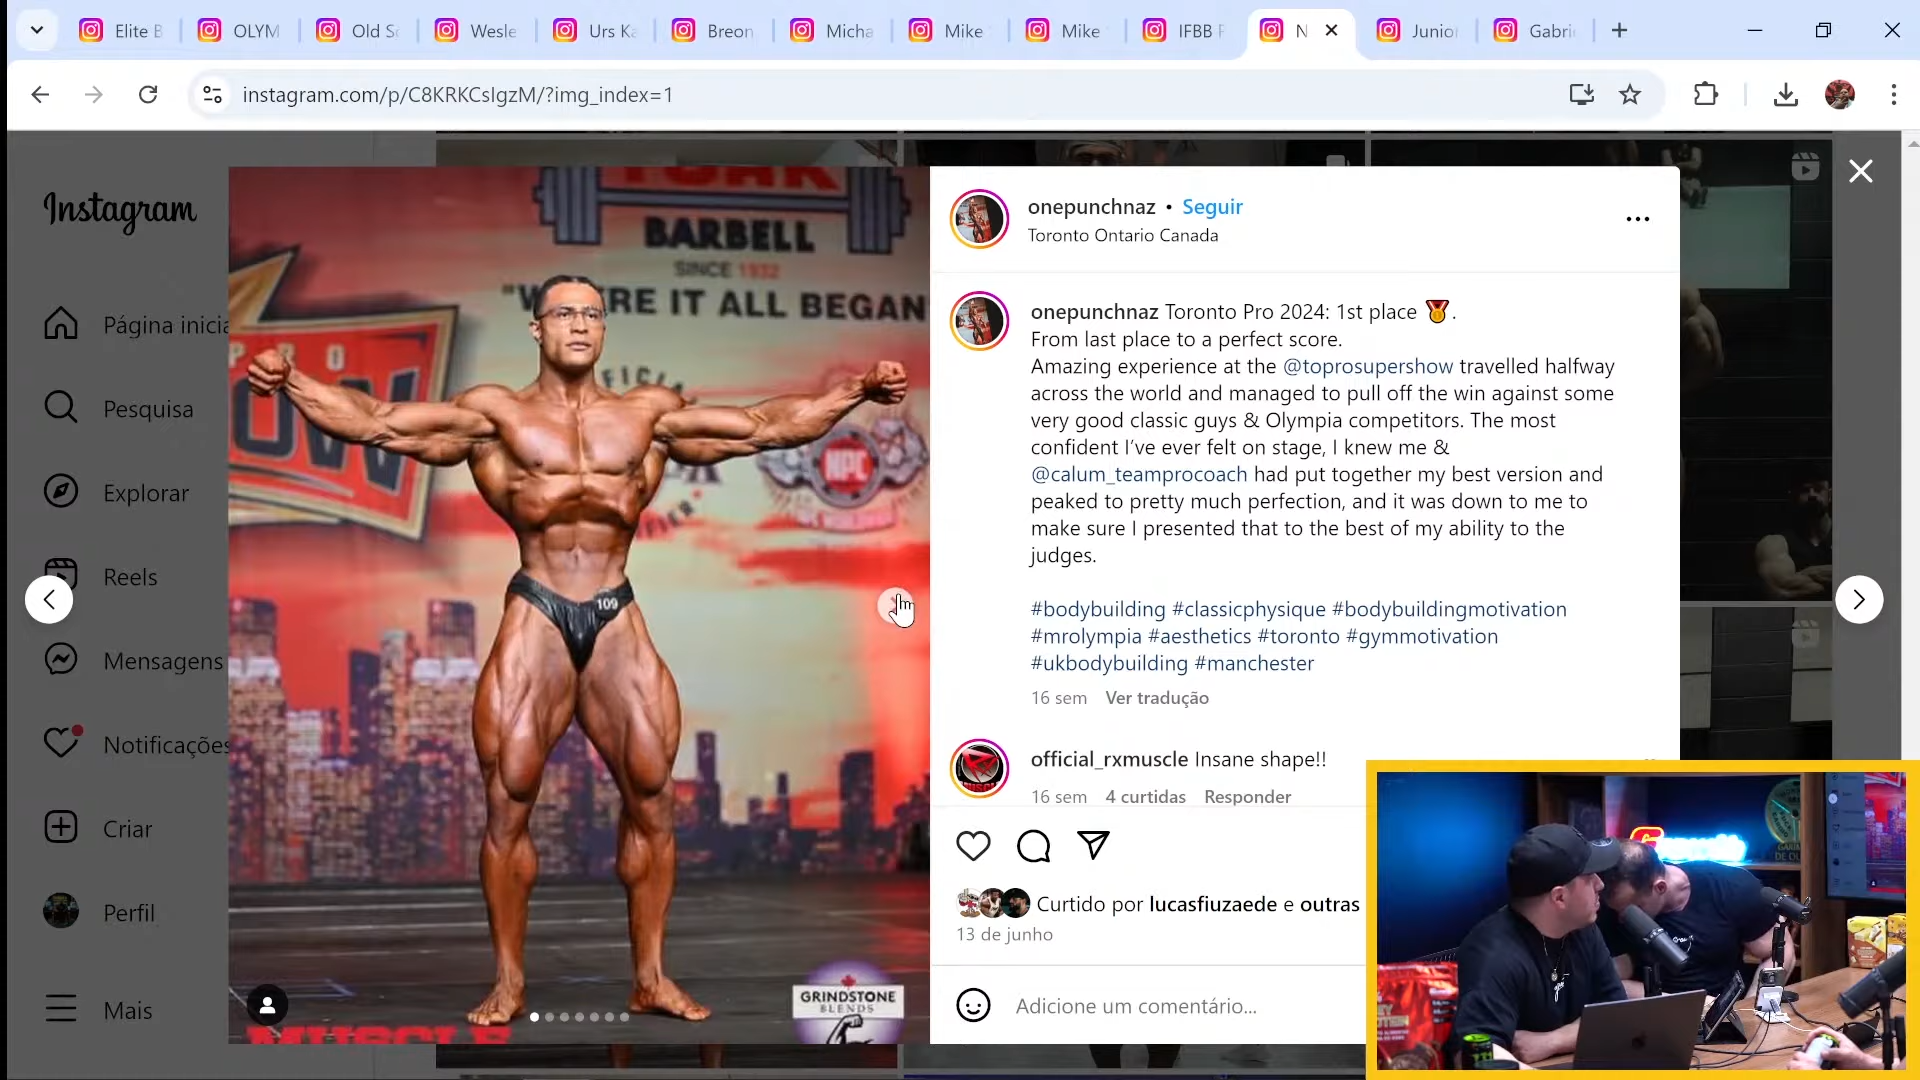 Elite B
OLYM
Old Sc
Wesle
Urs Ka
Breon
Micha
Mike
Mike
IFBB F
N
Junio
Gabri
instagram.com/p/C8KRKCsIgzM/?img_index=1
Instagram
Página inicia
Pesquisa
Explorar
Reels
Mensagens
Notificações
Criar
Perfil
Mais
BARBELL
SINCE 1932
RE IT ALL BEGAN
PRO
NPC
109
GRINDSTONE
BLENDS
MUSCLE
onepunchnaz • Seguir
Toronto Ontario Canada
onepunchnaz Toronto Pro 2024: 1st place 🏅.
From last place to a perfect score.
Amazing experience at the @toprosupershow travelled halfway
across the world and managed to pull off the win against some
very good classic guys & Olympia competitors. The most
confident I've ever felt on stage, I knew me &
@calum_teamprocoach had put together my best version and
peaked to pretty much perfection, and it was down to me to
make sure I presented that to the best of my ability to the
judges.
#bodybuilding #classicphysique #bodybuildingmotivation
#mrolympia #aesthetics #toronto #gymmotivation
#ukbodybuilding #manchester
16 sem Ver tradução
official_rxmuscle Insane shape!!
16 sem 4 curtidas Responder
Curtido por lucasfiuzaede e outras
13 de junho
Adicione um comentário...